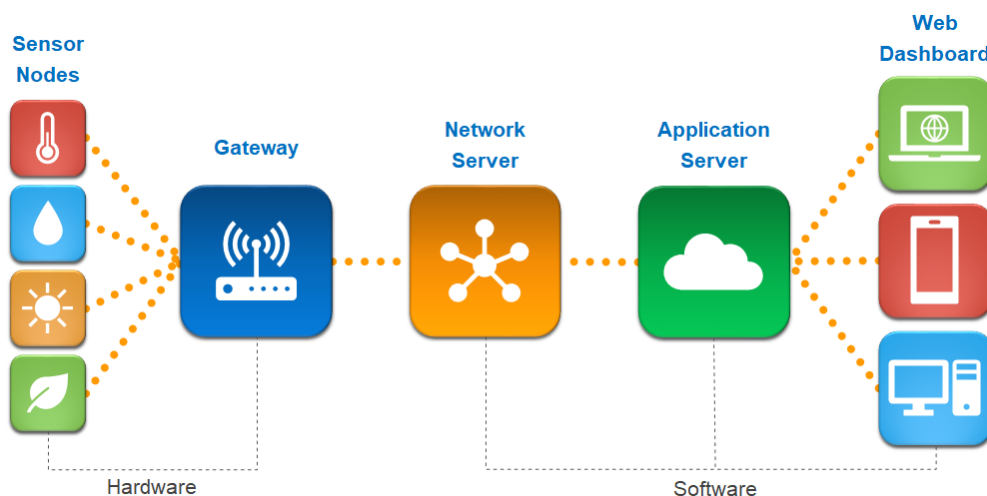 Sensor
Nodes
Gateway
Network
Server
Application
Server
Web
Dashboard
Hardware
Software